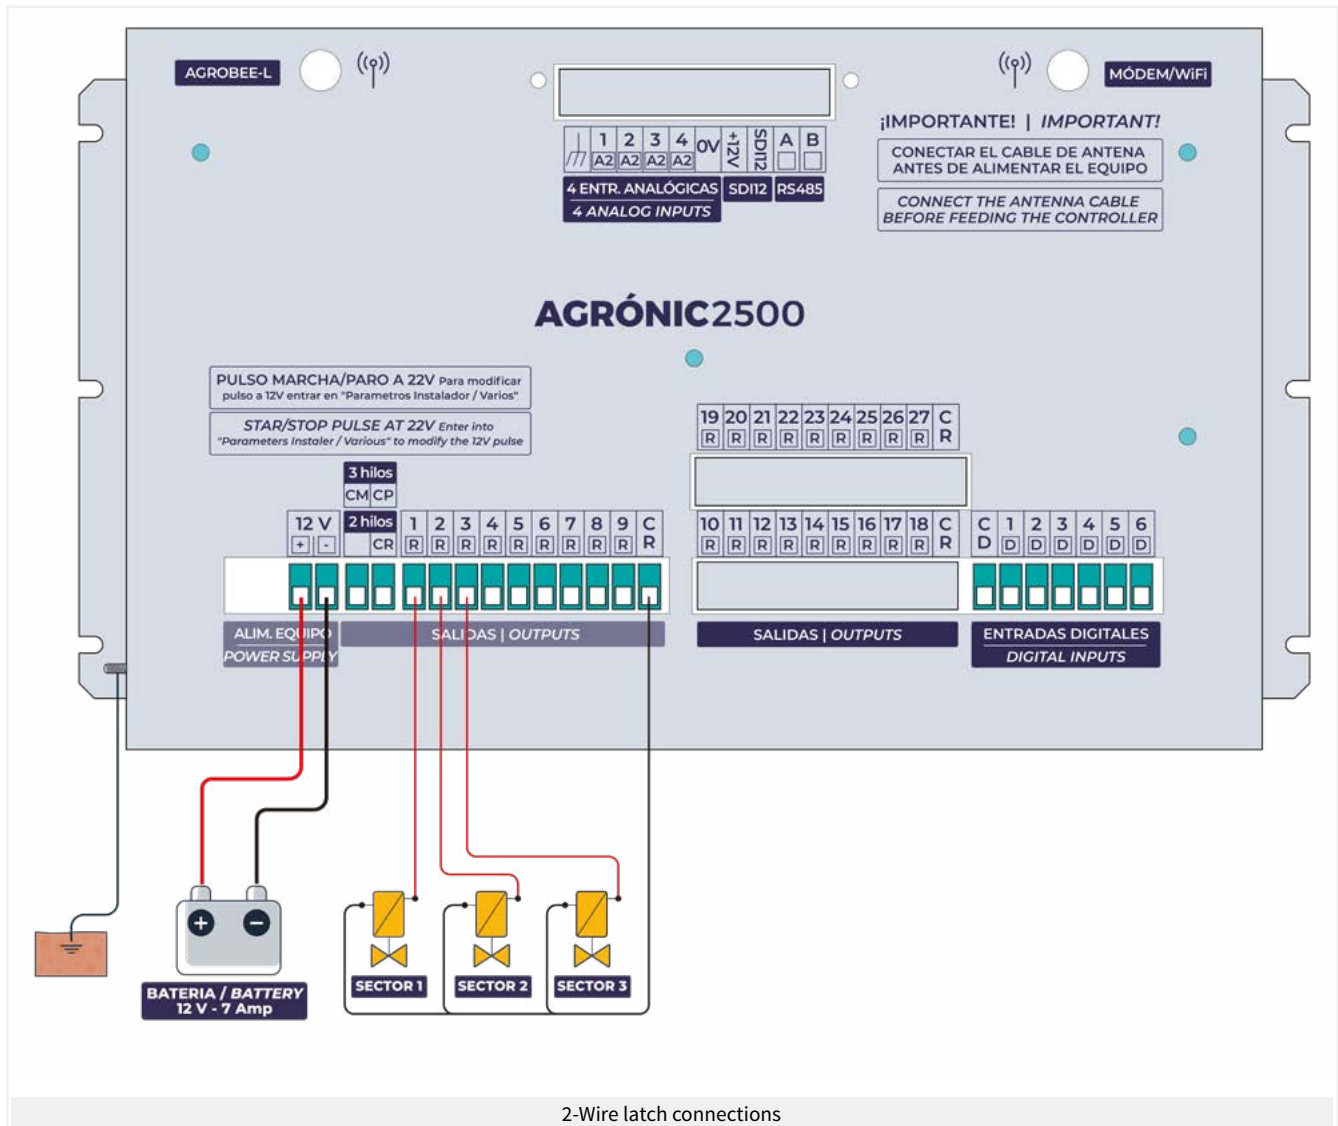 AGROBEE-L
MÓDEM/WiFi
1 2 3 4 0V +12V SDI12 A B
A2 A2 A2 A2
4 ENTR. ANALÓGICAS
4 ANALOG INPUTS
SDI12 RS485
¡IMPORTANTE! | IMPORTANT!
CONECTAR EL CABLE DE ANTENA
ANTES DE ALIMENTAR EL EQUIPO
CONNECT THE ANTENNA CABLE
BEFORE FEEDING THE CONTROLLER
AGRÓNIC2500
PULSO MARCHA/PARO A 22V Para modificar
pulso a 12V entrar en "Parametros Instalador / Varios"
STAR/STOP PULSE AT 22V Enter into
"Parameters Instaler / Various" to modify the 12V pulse
3 hilos
CM CP
12 V 2 hilos 1 2 3 4 5 6 7 8 9 C
+ - CR R R R R R R R R R R
ALIM. EQUIPO
POWER SUPPLY
SALIDAS | OUTPUTS
19 20 21 22 23 24 25 26 27 C
R R R R R R R R R R
10 11 12 13 14 15 16 17 18 C
R R R R R R R R R R
SALIDAS | OUTPUTS
C 1 2 3 4 5 6
D D D D D D D
ENTRADAS DIGITALES
DIGITAL INPUTS
+ −
BATERIA / BATTERY
12 V - 7 Amp
SECTOR 1
SECTOR 2
SECTOR 3
2-Wire latch connections